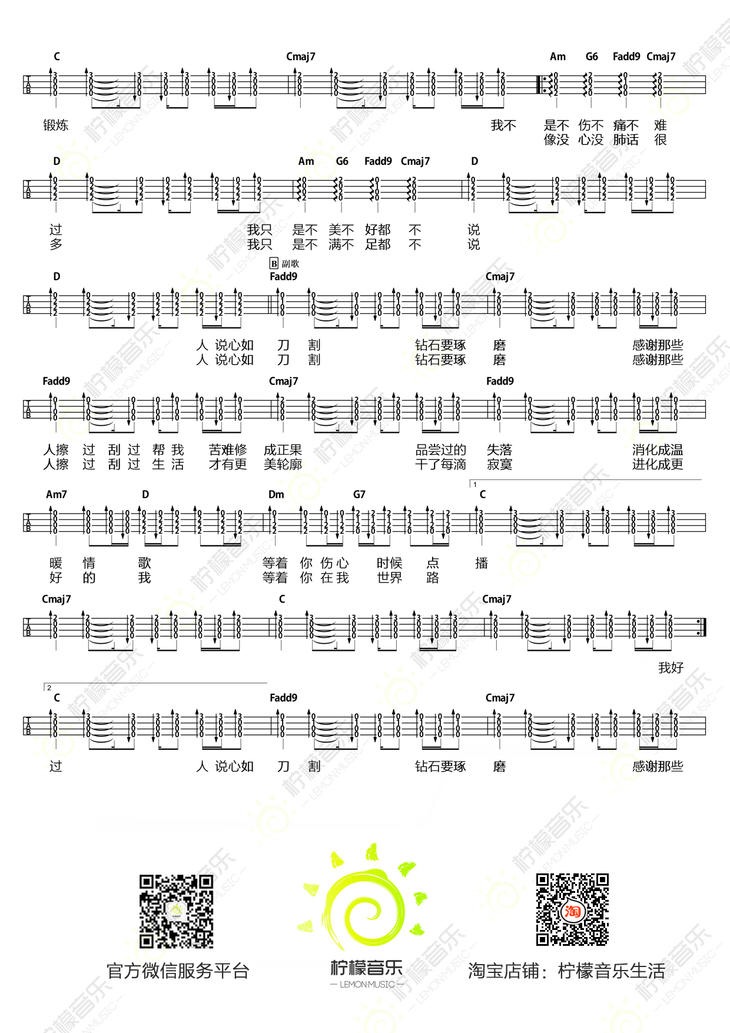 C Cmaj7 Am G6 Fadd9 Cmaj7
锻炼 我不 是不 伤不 痛不 难
像没 心没 肺话 很
D Am G6 Fadd9 Cmaj7 D
过 我只 是不 美不 好都 不 说
多 我只 是不 满不 足都 不 说
B 副歌
D Fadd9 Cmaj7
人 说心如 刀 割 钻石要琢 磨 感谢那些
人 说心如 刀 割 钻石要琢 磨 感谢那些
Fadd9 Cmaj7 Fadd9
人擦 过 刮 过 帮 我 苦难修 成正果 品尝过的 失落 消化成温
人擦 过 刮 过 生 活 才有更 美轮廓 干了每滴 寂寞 进化成更
1
Am7 D Dm G7 C
暖 情 歌 等着 你 伤心 时候 点 播
好 的 我 等着 你 在我 世界 路
Cmaj7 C Cmaj7
我好
2
C Fadd9 Cmaj7
过 人 说心如 刀 割 钻石要琢 磨 感谢那些
官方微信服务平台
柠檬音乐
— LEMON MUSIC —
淘
淘宝店铺：柠檬音乐生活